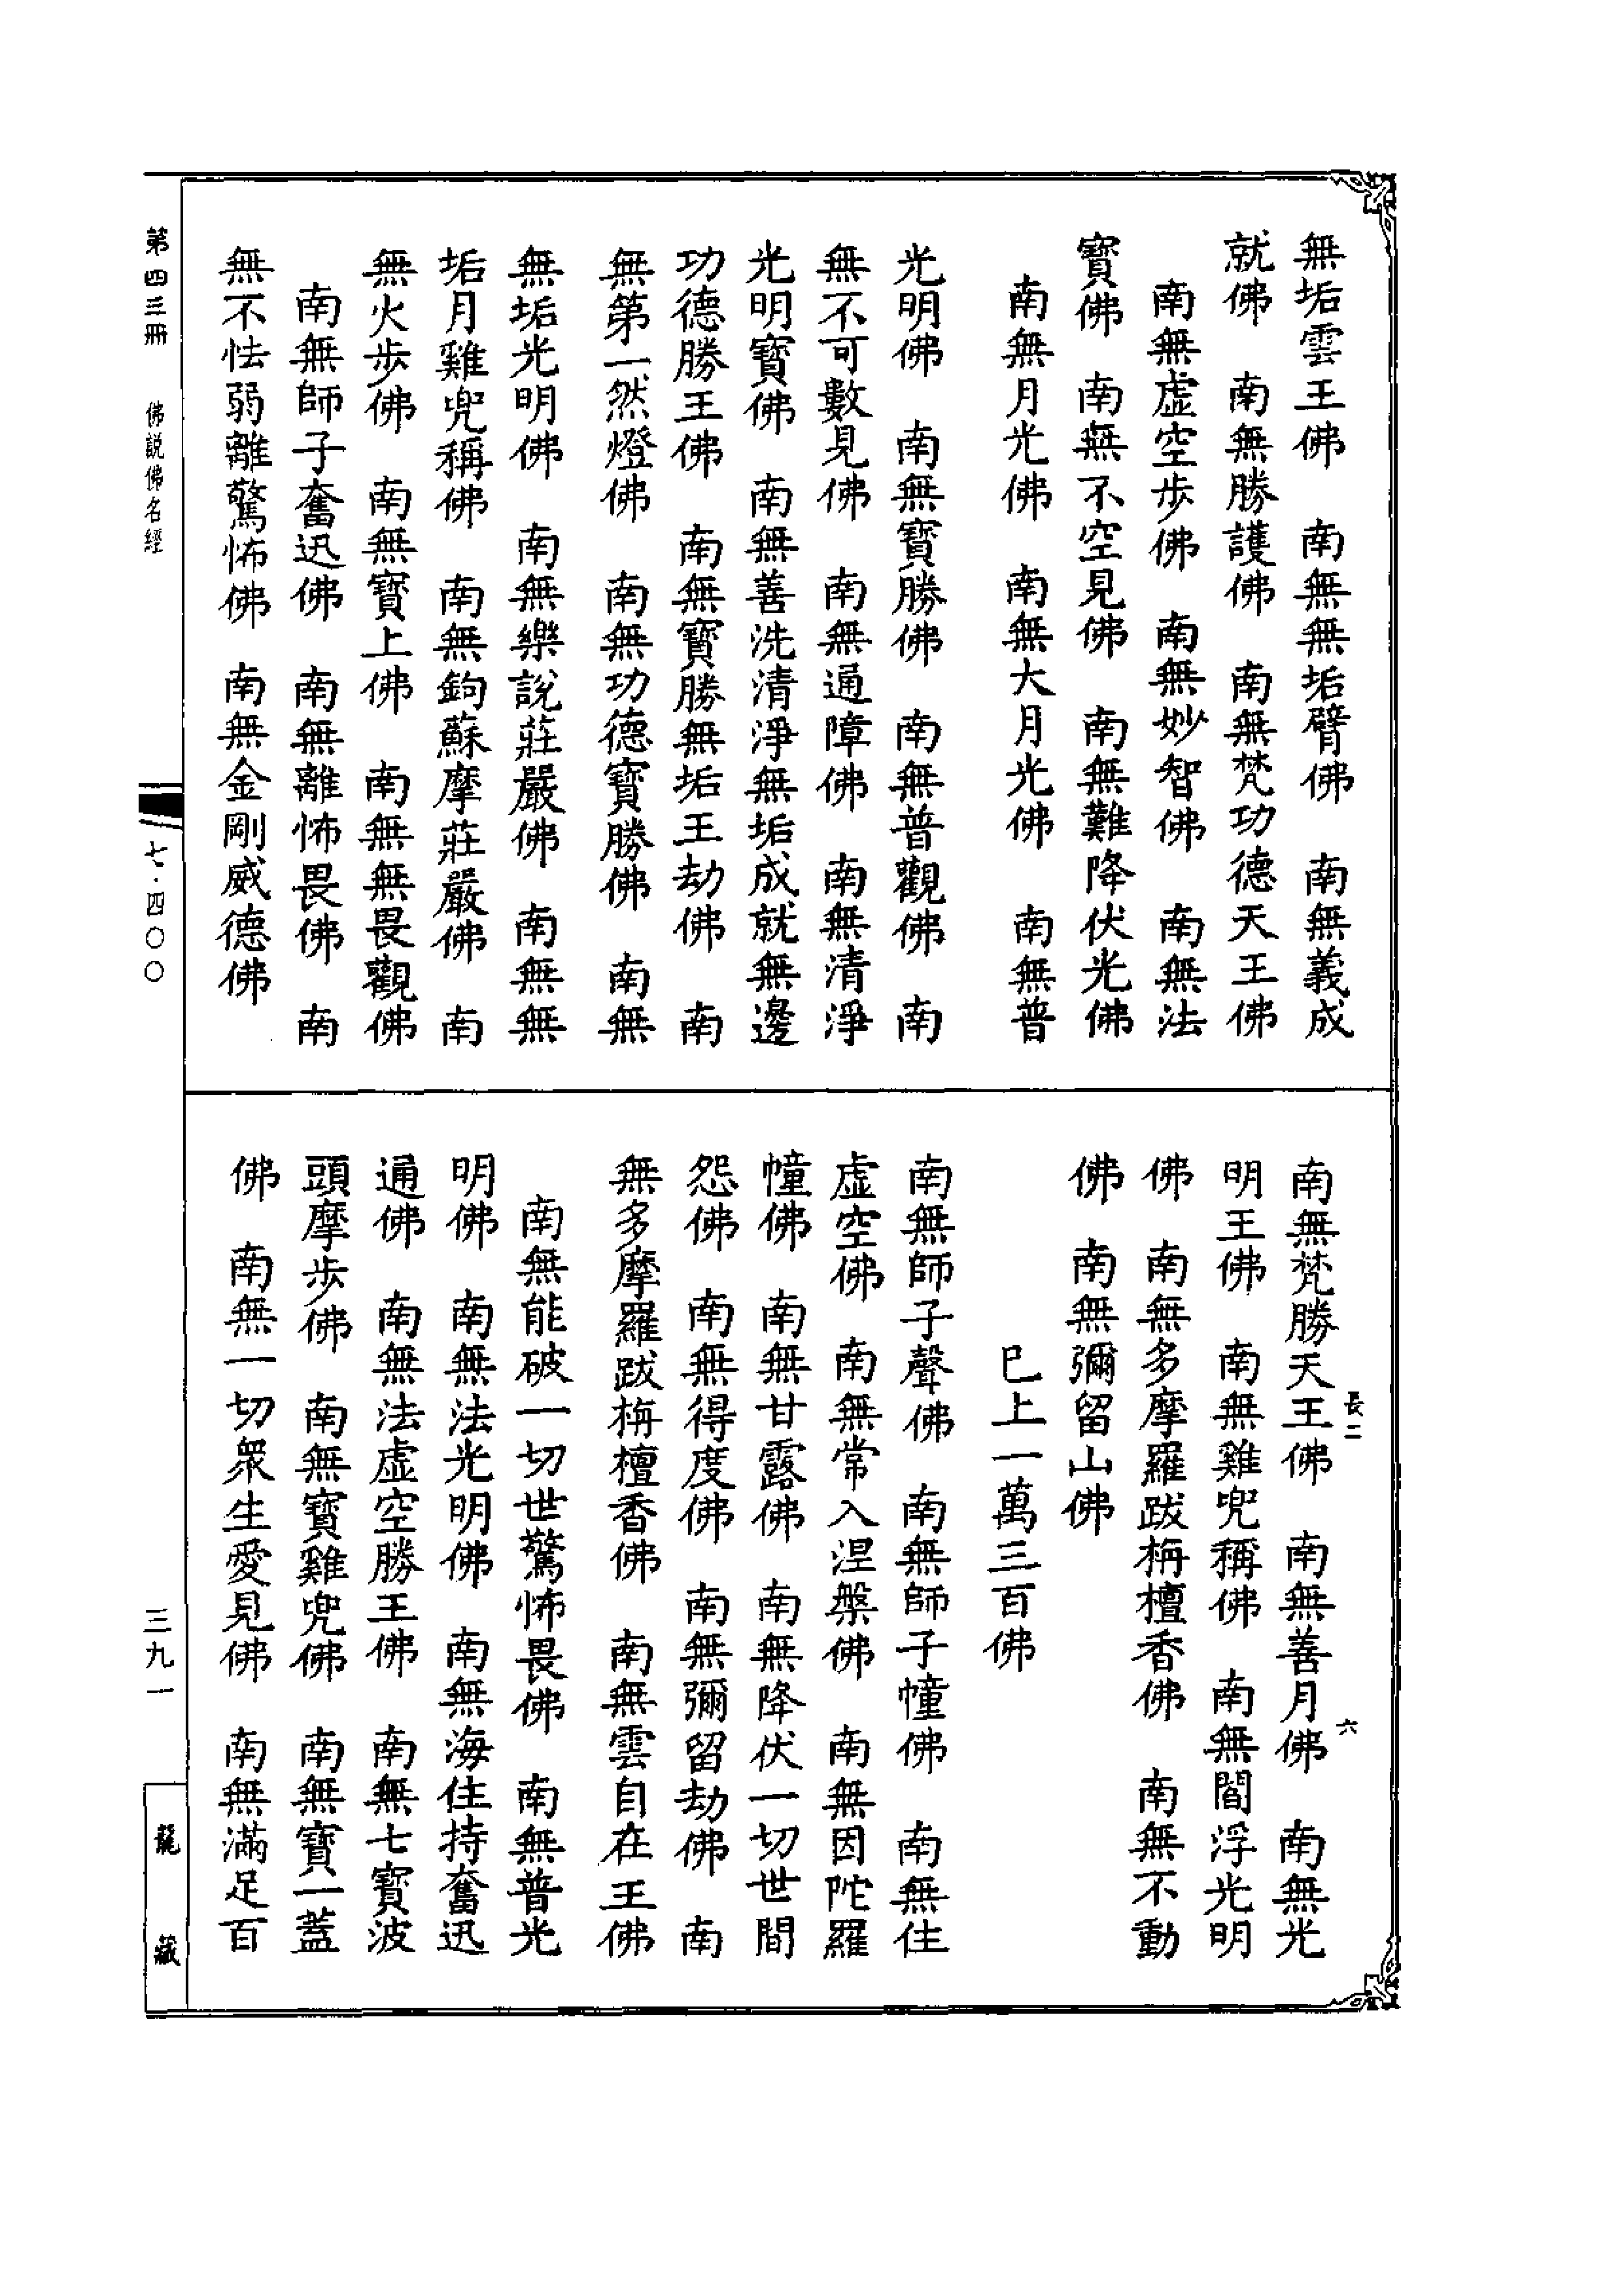 無垢雲王佛　南無無垢臂佛　南無義成
就佛　南無勝護佛　南無梵功德天王佛
南無虛空步佛　南無妙智佛　南無法
寶佛　南無不空見佛　南無難降伏光佛
南無月光佛　南無大月光佛　南無普
光明佛　南無寶勝佛　南無普觀佛　南
無不可數見佛　南無通障佛　南無清淨
光明寶佛　南無善洗清淨無垢成就無邊
功德勝王佛　南無寶勝無垢王劫佛　南
無第一然燈佛　南無功德寶勝佛　南無
無垢光明佛　南無樂說莊嚴佛　南無無
垢月雞兜稱佛　南無鉤蘇摩莊嚴佛　南
無火步佛　南無寶上佛　南無無畏觀佛
南無師子奮迅佛　南無離怖畏佛　南
無不怯弱離驚怖佛　南無金剛威德佛
南無梵勝天王佛　南無善月佛　南無光
明王佛　南無雞兜稱佛　南無閻浮光明
佛　南無多摩羅跋栴檀香佛　南無不動
佛　南無彌留山佛
已上一萬三百佛
南無師子聲佛　南無師子幢佛　南無住
虛空佛　南無常入涅槃佛　南無因陀羅
幢佛　南無甘露佛　南無降伏一切世間
怨佛　南無得度佛　南無彌留劫佛　南
無多摩羅跋栴檀香佛　南無雲自在王佛
南無能破一切世驚怖畏佛　南無普光
明佛　南無法光明佛　南無海住持奮迅
通佛　南無法虛空勝王佛　南無七寶波
頭摩步佛　南無寶雞兜佛　南無寶一蓋
佛　南無一切衆生愛見佛　南無滿足百
長二
六
第四三冊　佛說佛名經
七·四〇〇
三九一
龍藏